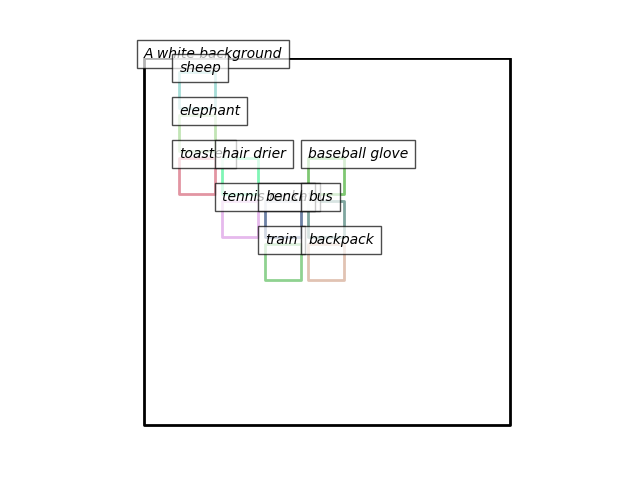 A white background
sheep
elephant
toaster
hair drier
baseball glove
tennis
bench
bus
train
backpack